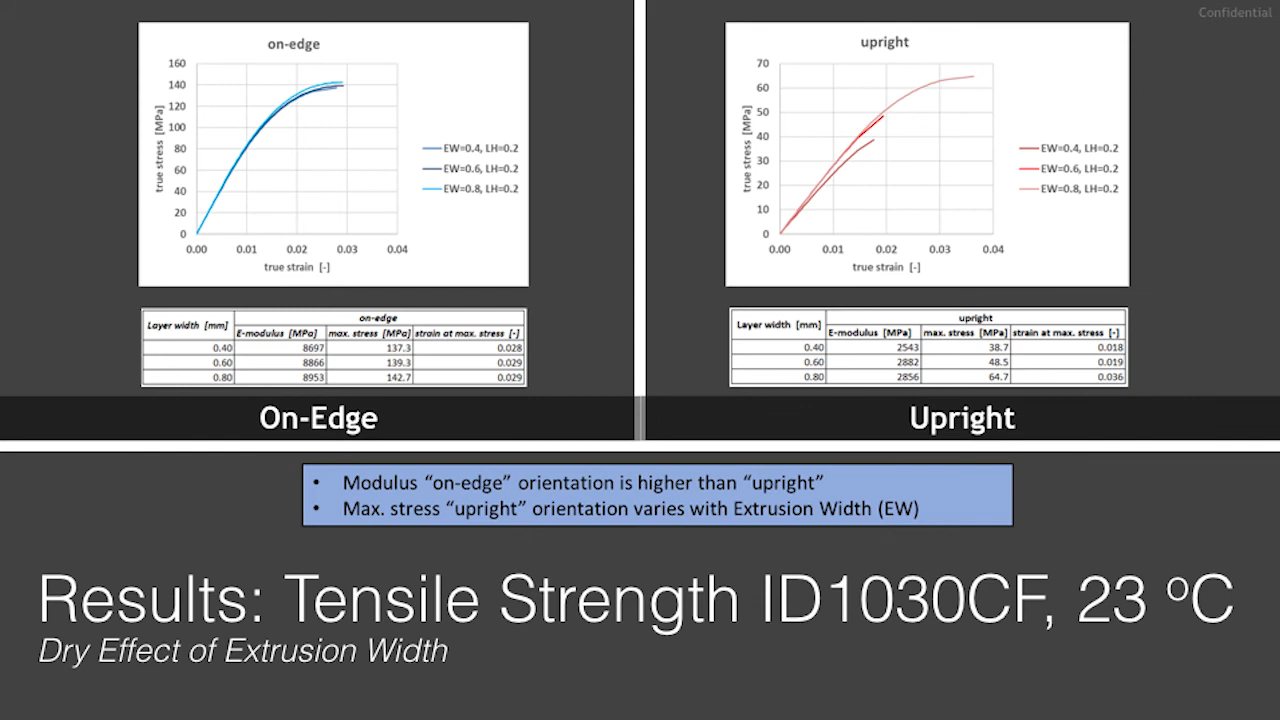 Confidential
on-edge
160
140
120
100
80
60
40
20
0
true stress [MPa]
0.00 0.01 0.02 0.03 0.04
true strain [-]
EW=0.4, LH=0.2
EW=0.6, LH=0.2
EW=0.8, LH=0.2
upright
70
60
50
40
30
20
10
0
true stress [MPa]
0.00 0.01 0.02 0.03 0.04
true strain [-]
EW=0.4, LH=0.2
EW=0.6, LH=0.2
EW=0.8, LH=0.2
Layer width [mm] on-edge
E-modulus [MPa] max. stress [MPa] strain at max. stress [-]
0.40 8697 137.3 0.028
0.60 8866 139.3 0.029
0.80 8953 142.7 0.029
Layer width [mm] upright
E-modulus [MPa] max. stress [MPa] strain at max. stress [-]
0.40 2543 38.7 0.018
0.60 2882 48.5 0.019
0.80 2856 64.7 0.036
On-Edge
Upright
• Modulus “on-edge” orientation is higher than “upright”
• Max. stress “upright” orientation varies with Extrusion Width (EW)
Results: Tensile Strength ID1030CF, 23 ºC
Dry Effect of Extrusion Width